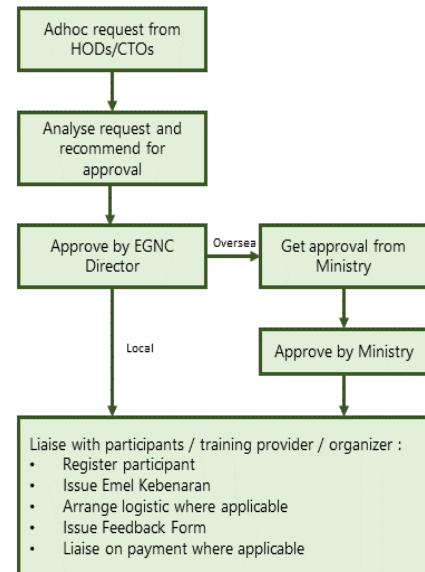 Adhoc request from
HODs/CTOs
Analyse request and
recommend for
approval
Approve by EGNC
Director
Oversea
Get approval from
Ministry
Local
Approve by Ministry
Liaise with participants / training provider / organizer :
• Register participant
• Issue Emel Kebenaran
• Arrange logistic where applicable
• Issue Feedback Form
• Liaise on payment where applicable